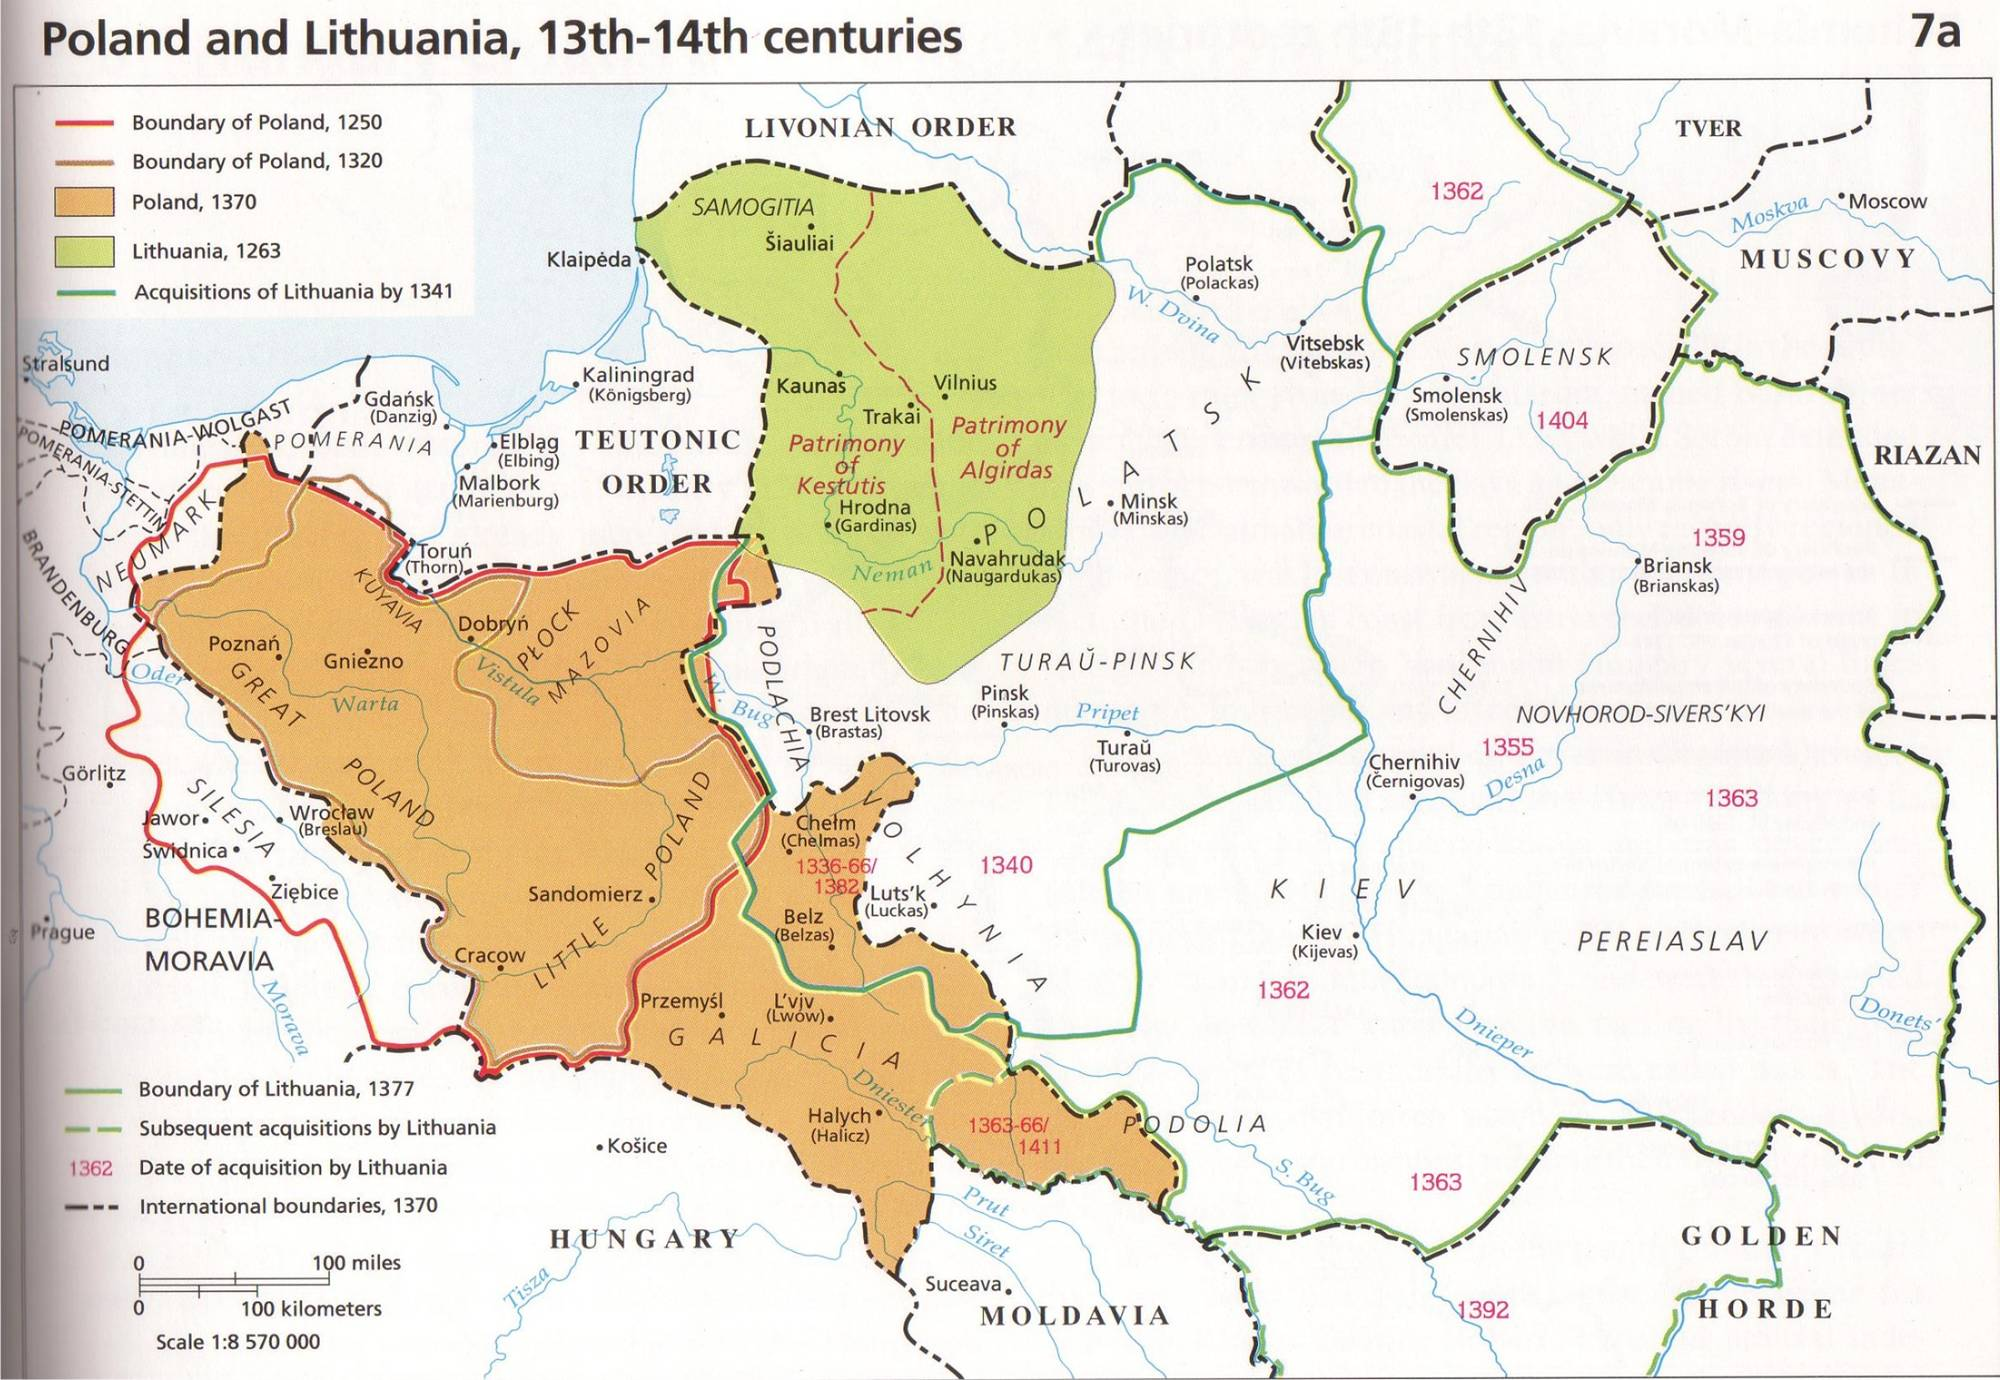 Poland and Lithuania, 13th-14th centuries
7a
Boundary of Poland, 1250
Boundary of Poland, 1320
Poland, 1370
Lithuania, 1263
Acquisitions of Lithuania by 1341
LIVONIAN ORDER
TVER
1362
Moskva
Moscow
MUSCOVY
SAMOGITIA
Šiauliai
Klaipėda
Polatsk
(Polackas)
W. Dvina
Vitsebsk
(Vitebskas)
SMOLENSK
Smolensk
(Smolenskas)
1404
Stralsund
Gdańsk
(Danzig)
Kaliningrad
(Königsberg)
Kaunas
Vilnius
Trakai
Patrimony
of
Kestutis
Patrimony
of
Algirdas
POMERANIA-WOLGAST
POMERANIA
POMERANIA-STETTIN
Elbląg
(Elbing)
TEUTONIC
ORDER
Malbork
(Marienburg)
RIAZAN
POLATSK
Hrodna
(Gardinas)
Minsk
(Minskas)
NEUMARK
BRANDENBURG
Toruń
(Thorn)
Navahrudak
(Naugardukas)
Neman
1359
Briansk
(Brianskas)
KUYAVIA
Dobryń
PŁOCK
MAZOVIA
CHERNIHIV
Poznań
Gniezno
Oder
GREAT
POLAND
Warta
Vistula
W. Bug
PODLACHIA
TURAŬ-PINSK
Pinsk
(Pinskas)
Pripet
Brest Litovsk
(Brastas)
Turaŭ
(Turovas)
NOVHOROD-SIVERS'KYI
1355
Chernihiv
(Černigovas)
Desna
1363
Görlitz
SILESIA
Jawor
Wrocław
(Breslau)
Świdnica
Ziębice
LITTLE POLAND
Chełm
(Chelmas)
1336-66/
1382
VOLHYNIA
1340
Luts'k
(Luckas)
Sandomierz
Belz
(Belzas)
KIEV
Kiev
(Kijevas)
PEREIASLAV
Prague
BOHEMIA-
MORAVIA
Cracow
1362
Morava
Przemyśl
L'viv
(Lwów)
GALICIA
Dnieper
Donets'
Boundary of Lithuania, 1377
Subsequent acquisitions by Lithuania
1362
Date of acquisition by Lithuania
International boundaries, 1370
Dniester
Halych
(Halicz)
1363-66/
1411
PODOLIA
Košice
S. Bug
1363
Prut
Siret
HUNGARY
GOLDEN
HORDE
0
100 miles
0
100 kilometers
Scale 1:8 570 000
Tisza
Suceava
MOLDAVIA
1392